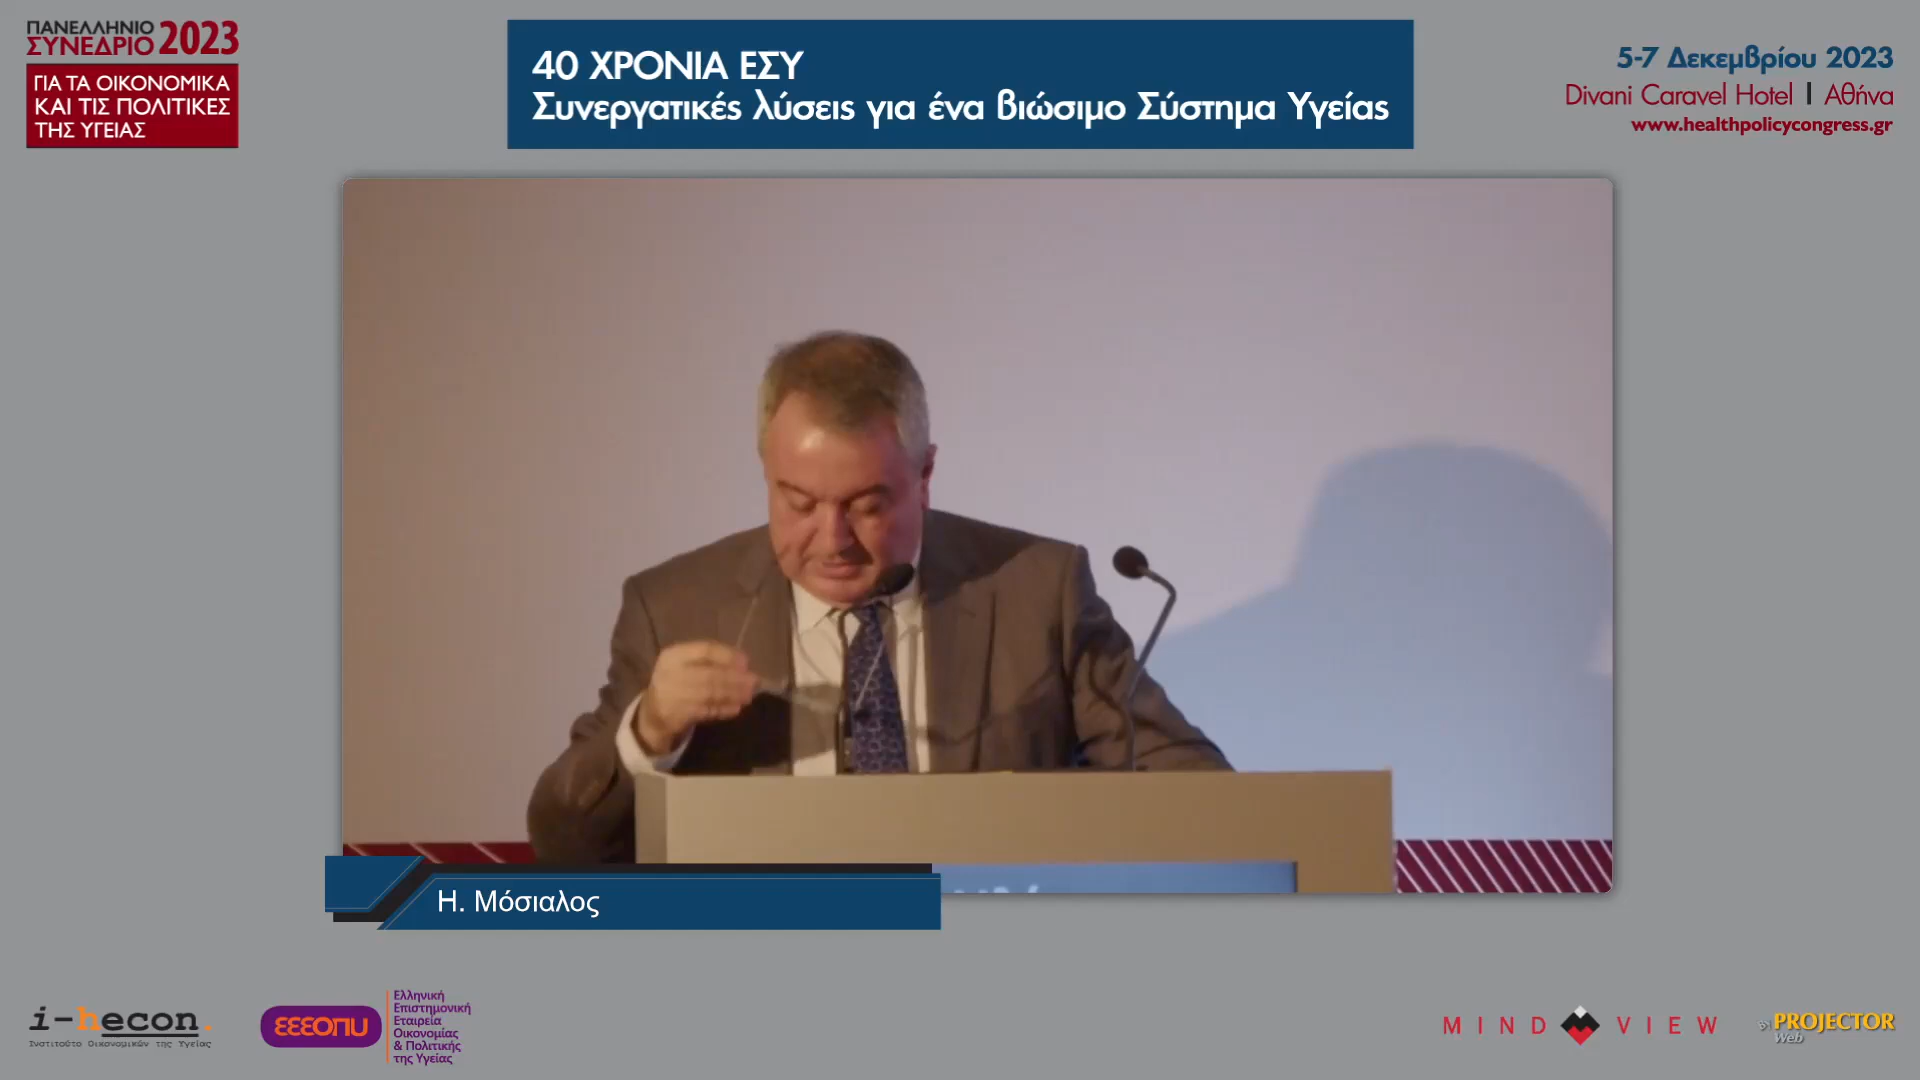 ΠΑΝΕΛΛΗΝΙΟ
ΣΥΝΕΔΡΙΟ 2023
ΓΙΑ ΤΑ ΟΙΚΟΝΟΜΙΚΑ
ΚΑΙ ΤΙΣ ΠΟΛΙΤΙΚΕΣ
ΤΗΣ ΥΓΕΙΑΣ
40 ΧΡΟΝΙΑ ΕΣΥ
Συνεργατικές λύσεις για ένα βιώσιμο Σύστημα Υγείας
5-7 Δεκεμβρίου 2023
Divani Caravel Hotel | Αθήνα
www.healthpolicycongress.gr
Η. Μόσιαλος
i-hecon.
Ινστιτούτο Οικονομικών της Υγείας
εεεοπυ
Ελληνική
Επιστημονική
Εταιρεία
Οικονομίας
& Πολιτικής
της Υγείας
MIND VIEW
PROJECTOR
Web